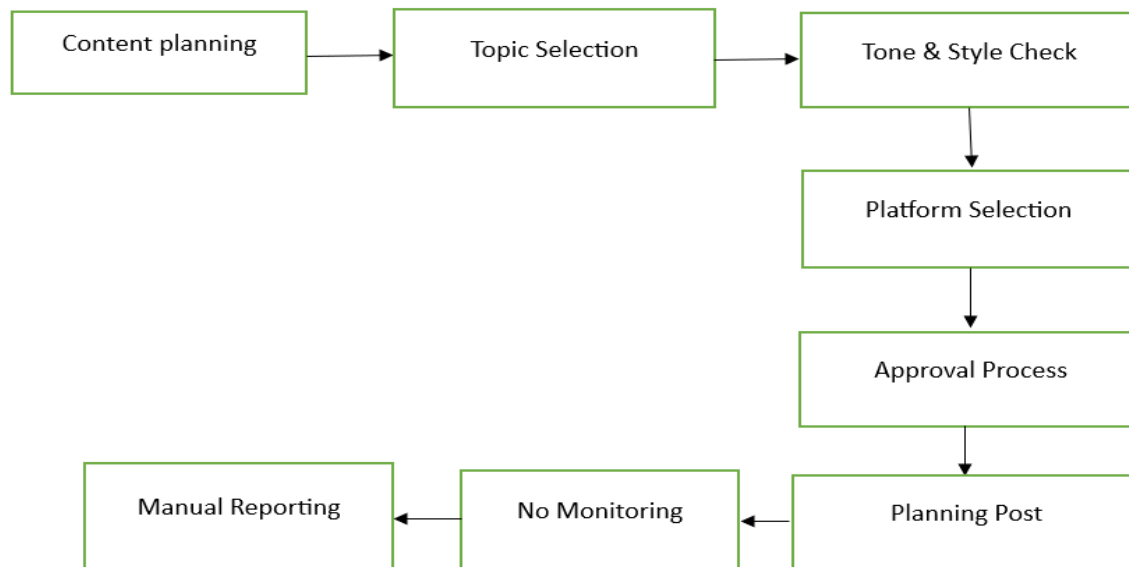 Content planning
Topic Selection
Tone & Style Check
Platform Selection
Approval Process
Planning Post
No Monitoring
Manual Reporting